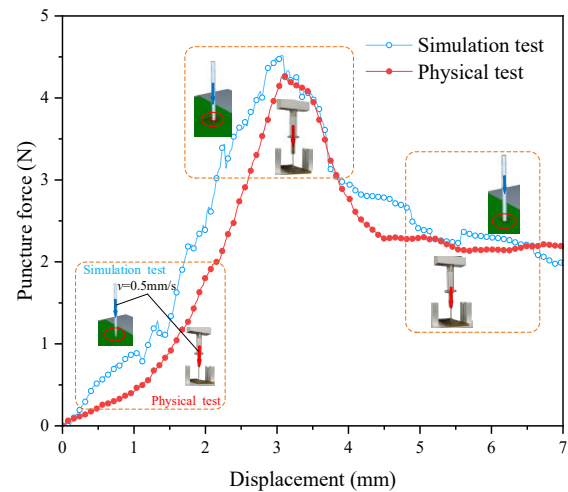 Simulation test
Physical test
Puncture force (N)
5
4
3
2
1
0
Simulation test
v=0.5mm/s
Physical test
0 1 2 3 4 5 6 7
Displacement (mm)